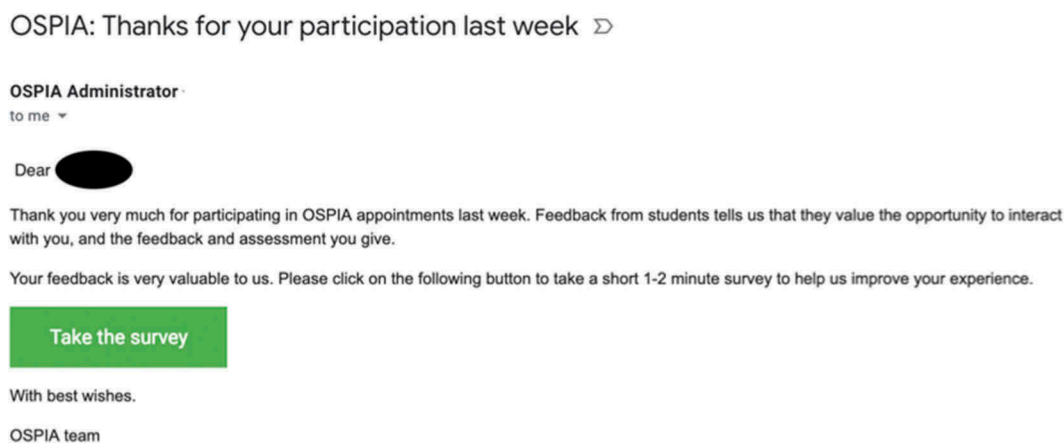 OSPIA: Thanks for your participation last week
OSPIA Administrator
to me
Dear
Thank you very much for participating in OSPIA appointments last week. Feedback from students tells us that they value the opportunity to interact
with you, and the feedback and assessment you give.
Your feedback is very valuable to us. Please click on the following button to take a short 1-2 minute survey to help us improve your experience.
Take the survey
With best wishes.
OSPIA team